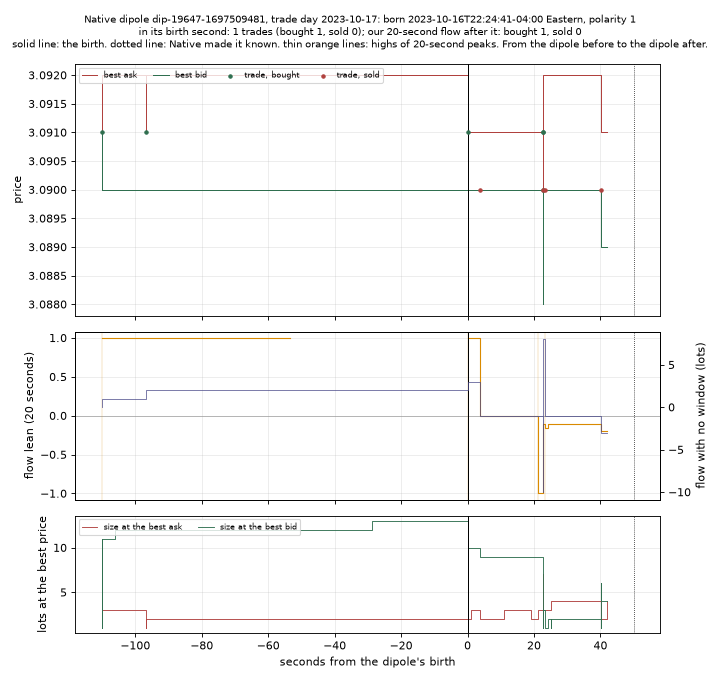 Native dipole dip-19647-1697509481, trade day 2023-10-17: born 2023-10-16T22:24:41-04:00 Eastern, polarity 1
in its birth second: 1 trades (bought 1, sold 0); our 20-second flow after it: bought 1, sold 0
solid line: the birth. dotted line: Native made it known. thin orange lines: highs of 20-second peaks. From the dipole before to the dipole after.
best ask best bid trade, bought trade, sold
3.0920
3.0915
3.0910
3.0905
3.0900
3.0895
3.0890
3.0885
3.0880
price
1.0
0.5
0.0
−0.5
−1.0
flow lean (20 seconds)
5
0
−5
−10
flow with no window (lots)
size at the best ask size at the best bid
10
5
lots at the best price
−100 −80 −60 −40 −20 0 20 40
seconds from the dipole's birth